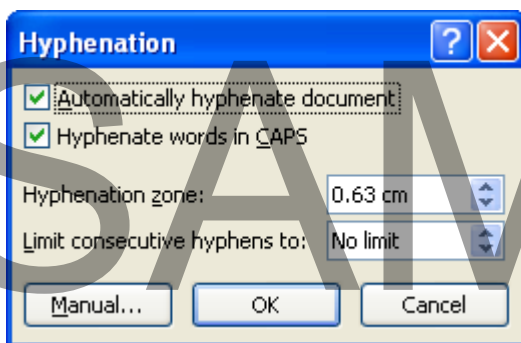 Hyphenation
Automatically hyphenate document
Hyphenate words in CAPS
Hyphenation zone: 0.63 cm
Limit consecutive hyphens to: No limit
Manual... OK Cancel
SAM